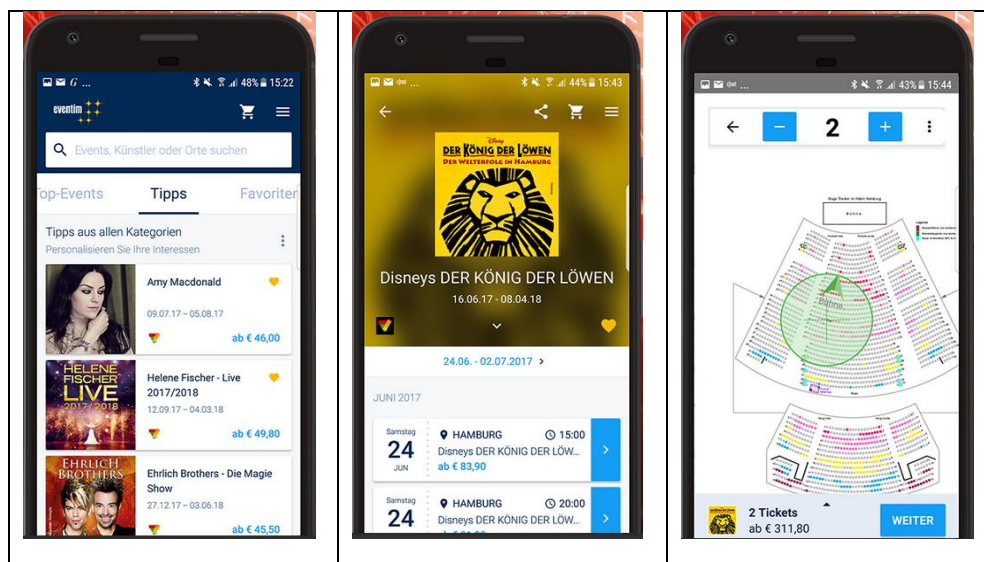 48% 15:22
eventim
Events, Künstler oder Orte suchen
Top-Events Tipps Favoriten
Tipps aus allen Kategorien
Personalisieren Sie Ihre Interessen
Amy Macdonald
09.07.17 – 05.08.17
ab € 46,00
HELENE
FISCHER
LIVE
2017/2018
Helene Fischer - Live
2017/2018
12.09.17 – 04.03.18
ab € 49,80
EHRLICH
BROTHERS
Ehrlich Brothers - Die Magie
Show
27.12.17 – 03.06.18
ab € 45,50
44% 15:43
Disney
DER KÖNIG DER LÖWEN
DER WELTERFOLG IN HAMBURG
Disneys DER KÖNIG DER LÖWEN
16.06.17 - 08.04.18
24.06. - 02.07.2017
JUNI 2017
Samstag
24
JUN
HAMBURG 15:00
Disneys DER KÖNIG DER LÖW...
ab € 83,90
Samstag
24
HAMBURG 20:00
Disneys DER KÖNIG DER LÖW...
43% 15:44
2
Stage Theater im Hafen Hamburg
Bühne
Bühne
2 Tickets
ab € 311,80
WEITER